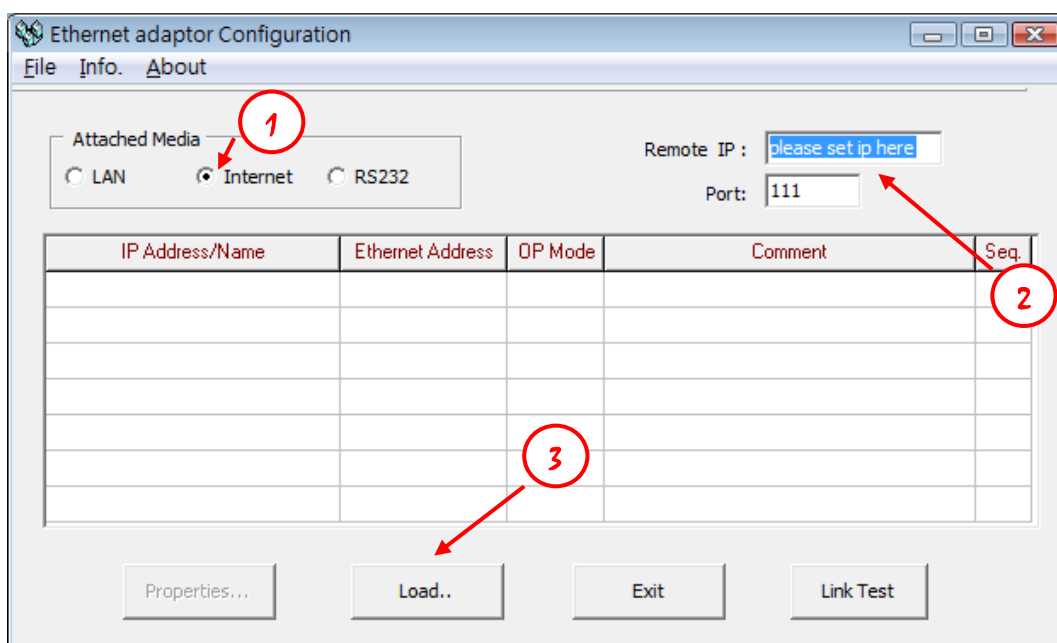 Ethernet adaptor Configuration
File Info. About
1
Attached Media
LAN Internet RS232
Remote IP : please set ip here
Port: 111
IP Address/Name Ethernet Address OP Mode Comment Seq.
2
3
Properties... Load.. Exit Link Test